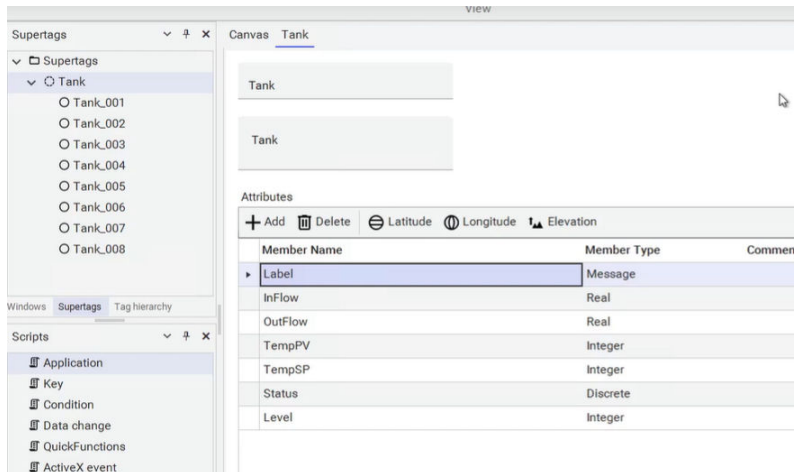 View
Supertags
Supertags
Tank
Tank_001
Tank_002
Tank_003
Tank_004
Tank_005
Tank_006
Tank_007
Tank_008
Windows Supertags Tag hierarchy
Scripts
Application
Key
Condition
Data change
QuickFunctions
ActiveX event
Canvas Tank
Tank
Tank
Attributes
Add Delete Latitude Longitude Elevation
Member Name Member Type Commen
Label Message
InFlow Real
OutFlow Real
TempPV Integer
TempSP Integer
Status Discrete
Level Integer